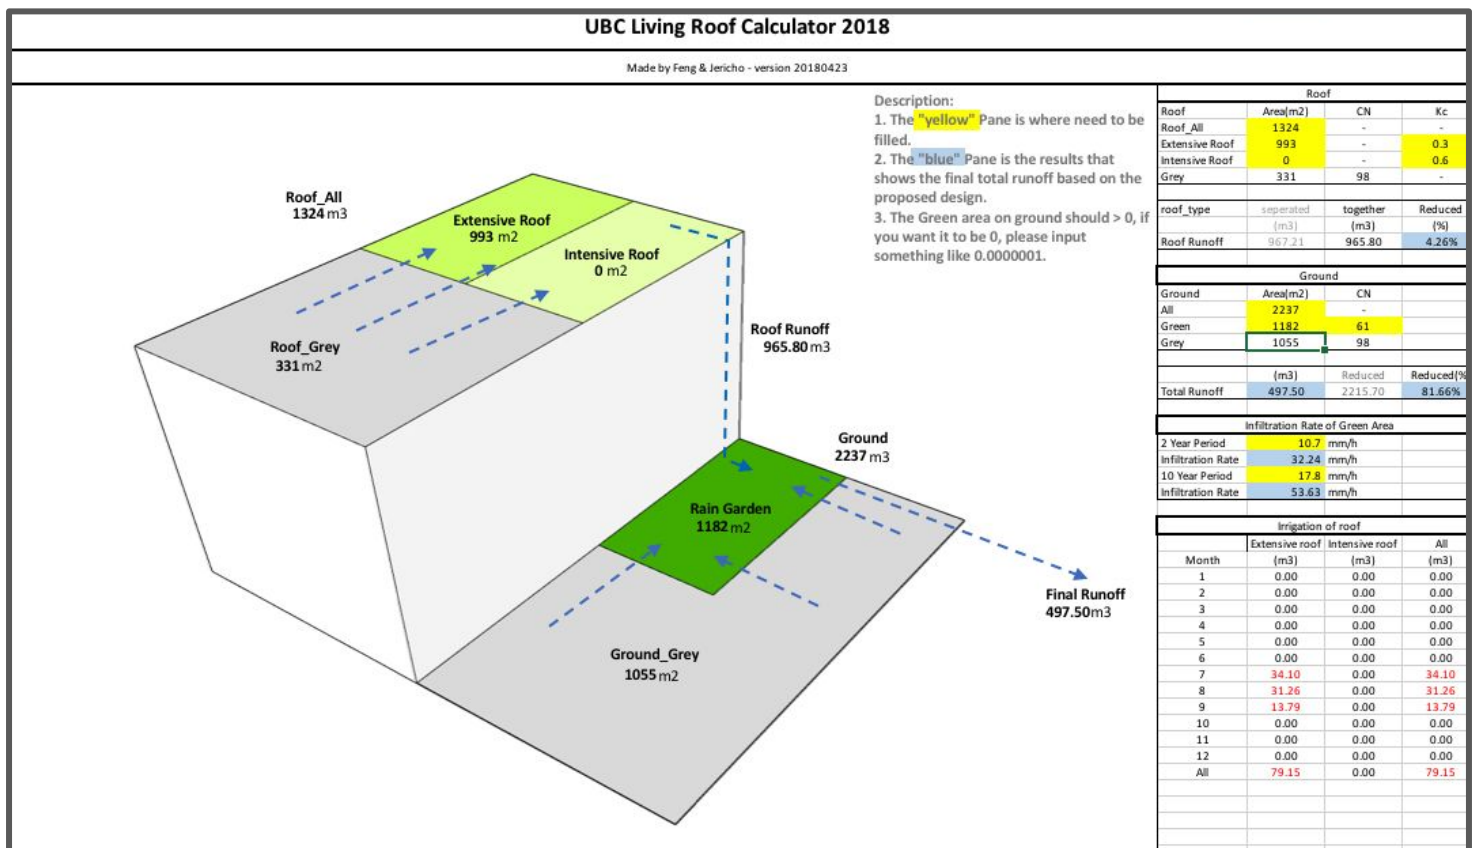 UBC Living Roof Calculator 2018
Made by Feng & Jericho - version 20180423
Description:
1. The "yellow" Pane is where need to be
filled.
2. The "blue" Pane is the results that
shows the final total runoff based on the
proposed design.
3. The Green area on ground should > 0, if
you want it to be 0, please input
something like 0.0000001.
Roof_All
1324 m3
Extensive Roof
993 m2
Intensive Roof
0 m2
Roof_Grey
331 m2
Roof Runoff
965.80 m3
Ground
2237 m3
Rain Garden
1182 m2
Final Runoff
497.50m3
Ground_Grey
1055 m2
Roof
Roof Area(m2) CN Kc
Roof_All 1324 - -
Extensive Roof 993 - 0.3
Intensive Roof 0 - 0.6
Grey 331 98 -
roof_type seperated together Reduced
(m3) (m3) (%)
Roof Runoff 967.21 965.80 4.26%
Ground
Ground Area(m2) CN
All 2237 -
Green 1182 61
Grey 1055 98
(m3) Reduced Reduced(%
Total Runoff 497.50 2215.70 81.66%
Infiltration Rate of Green Area
2 Year Period 10.7 mm/h
Infiltration Rate 32.24 mm/h
10 Year Period 17.8 mm/h
Infiltration Rate 53.63 mm/h
Irrigation of roof
Extensive roof Intensive roof All
Month (m3) (m3) (m3)
1 0.00 0.00 0.00
2 0.00 0.00 0.00
3 0.00 0.00 0.00
4 0.00 0.00 0.00
5 0.00 0.00 0.00
6 0.00 0.00 0.00
7 34.10 0.00 34.10
8 31.26 0.00 31.26
9 13.79 0.00 13.79
10 0.00 0.00 0.00
11 0.00 0.00 0.00
12 0.00 0.00 0.00
All 79.15 0.00 79.15